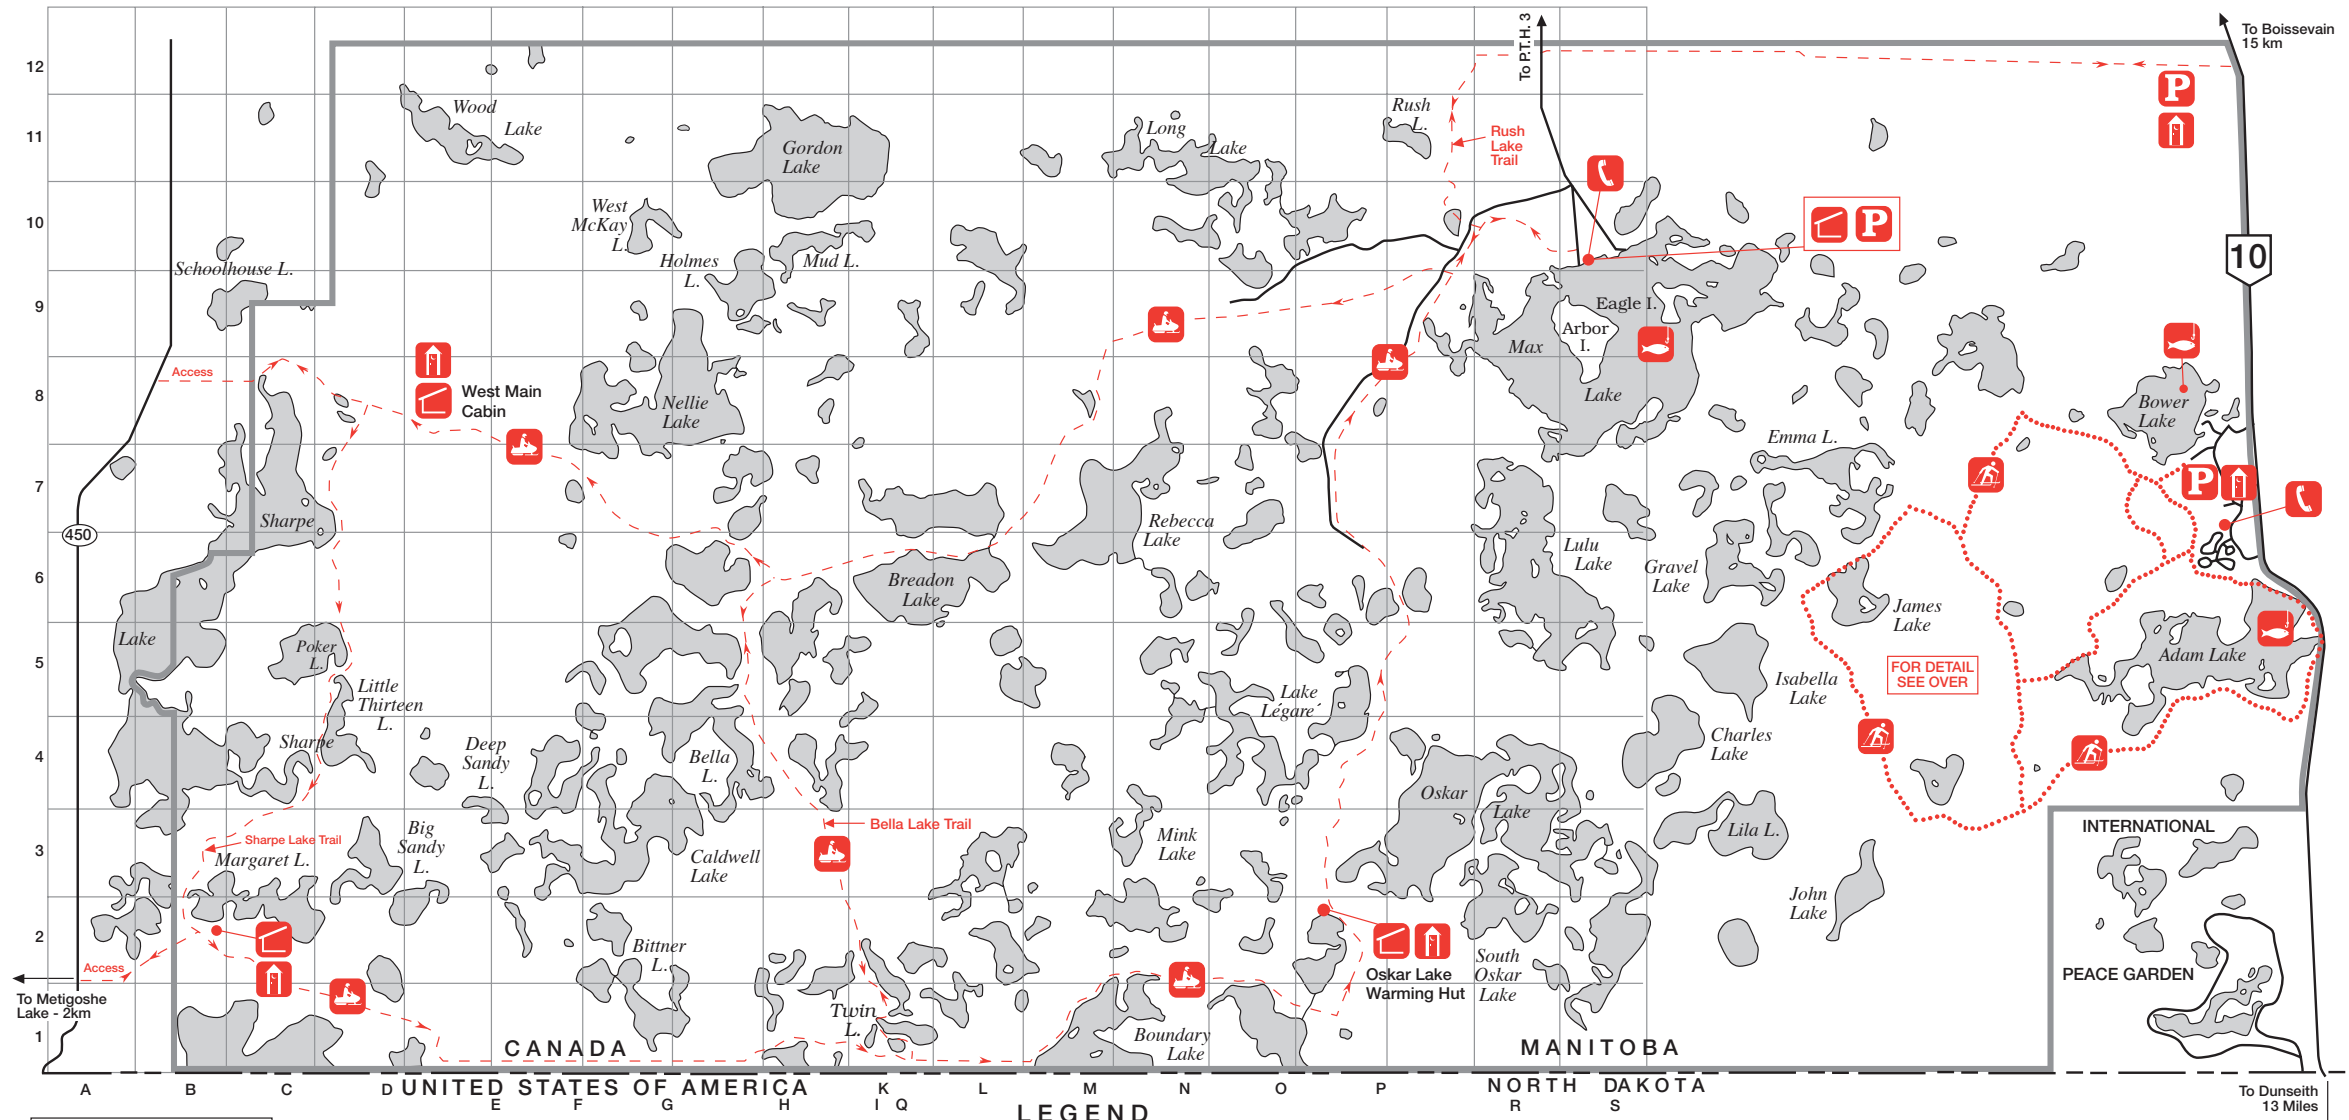 To P.T.H. 3
To Boissevain
15 km
12
Wood
Lake
P
11
Gordon
Lake
Long
Lake
Rush
L.
Rush
Lake
Trail
10
West
McKay
L.
Holmes
L.
Mud L.
P
Schoolhouse L.
10
9
Eagle I.
Arbor
I.
Max
Lake
Access
8
West Main
Cabin
Nellie
Lake
Bower
Lake
Emma L.
7
P
Sharpe
Lake
450
Rebecca
Lake
Lulu
Lake
6
Breadon
Lake
Gravel
Lake
James
Lake
5
Poker
L.
Adam Lake
FOR DETAIL
SEE OVER
Little
Thirteen
L.
Lake
Légaré
Isabella
Lake
4
Sharpe
Deep
Sandy
L.
Bella
L.
Charles
Lake
Oskar
Lake
3
Sharpe Lake Trail
Margaret L.
Big
Sandy
L.
Caldwell
Lake
Bella Lake Trail
Mink
Lake
Lila L.
INTERNATIONAL
PEACE GARDEN
John
Lake
2
Bittner
L.
Oskar Lake
Warming Hut
South
Oskar
Lake
Access
To Metigoshe
Lake - 2km
1
Twin
L.
Boundary
Lake
CANADA
MANITOBA
UNITED STATES OF AMERICA
NORTH DAKOTA
A B C D E F G H I K Q L M N O P R S
To Dunseith
13 Miles
LEGEND